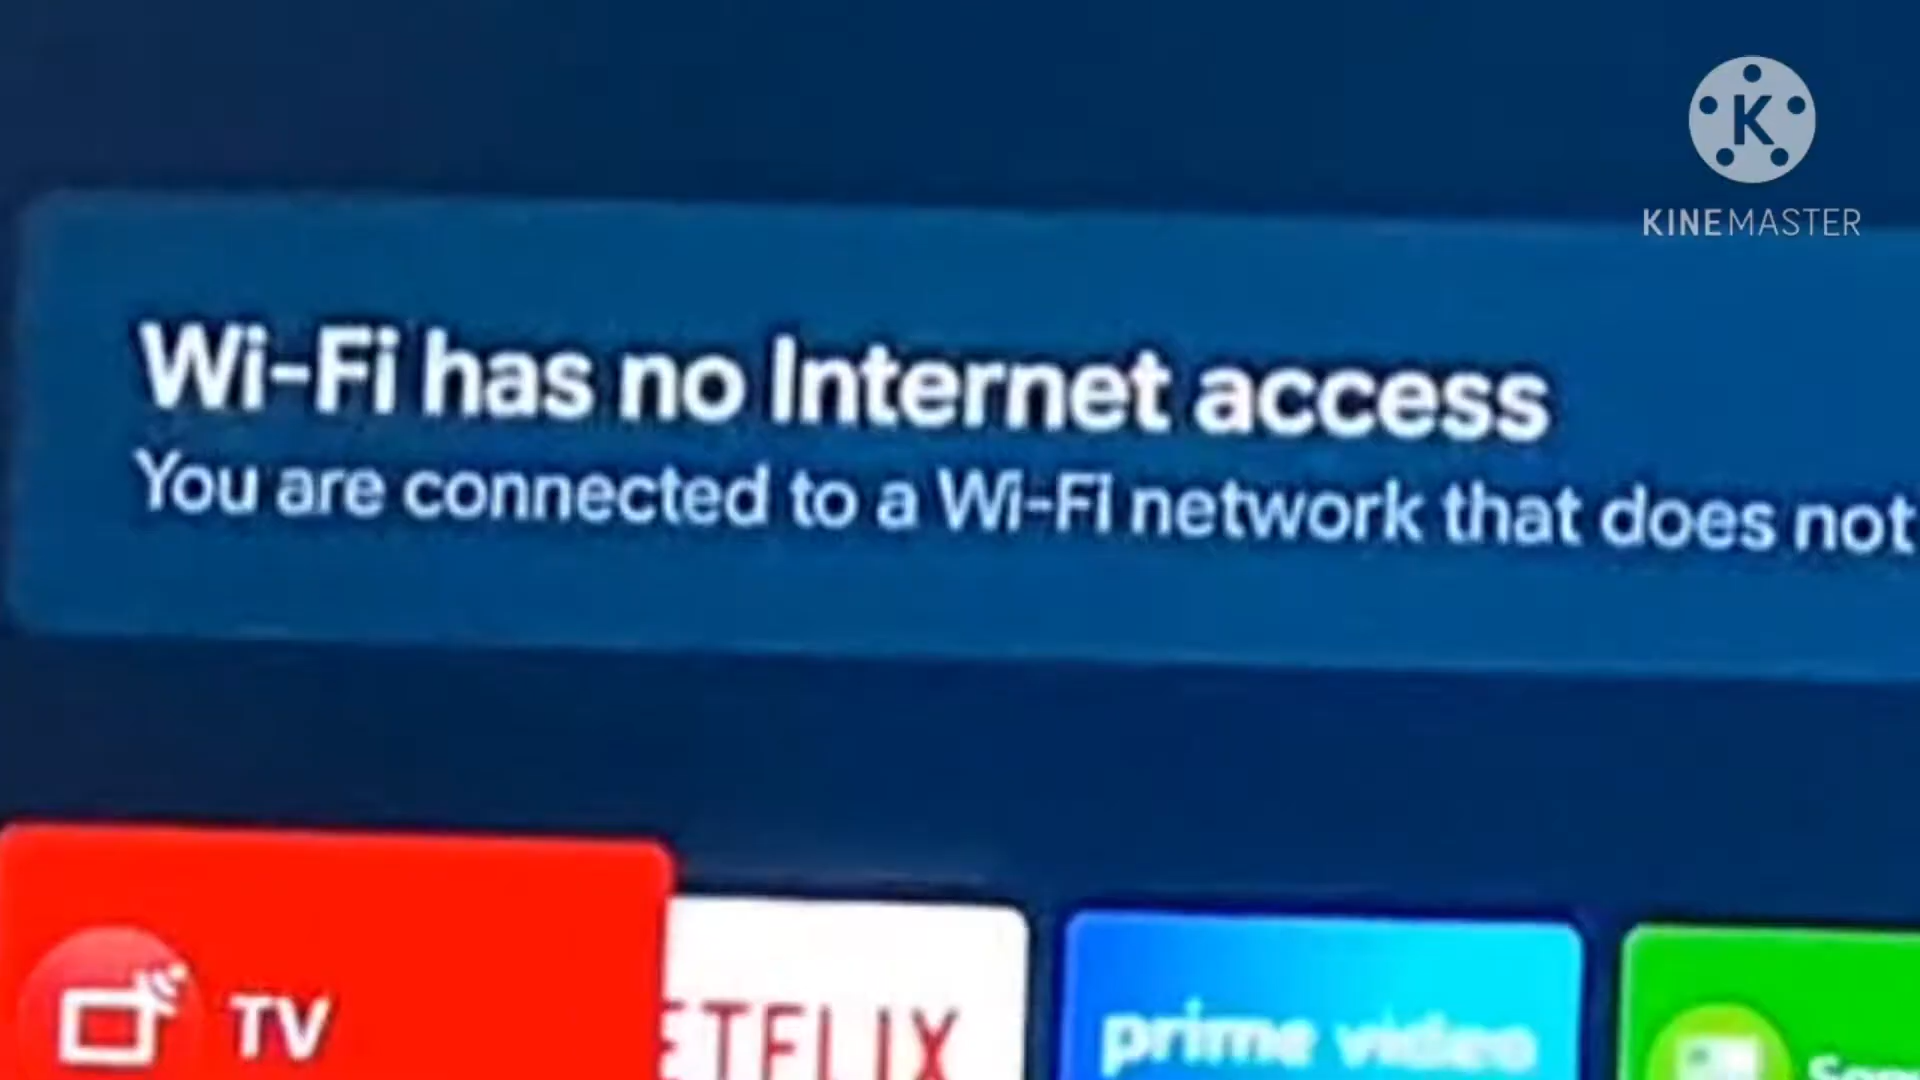 K
KINEMASTER
Wi-Fi has no Internet access
You are connected to a Wi-Fi network that does not
TV
ETFLIX
prime video